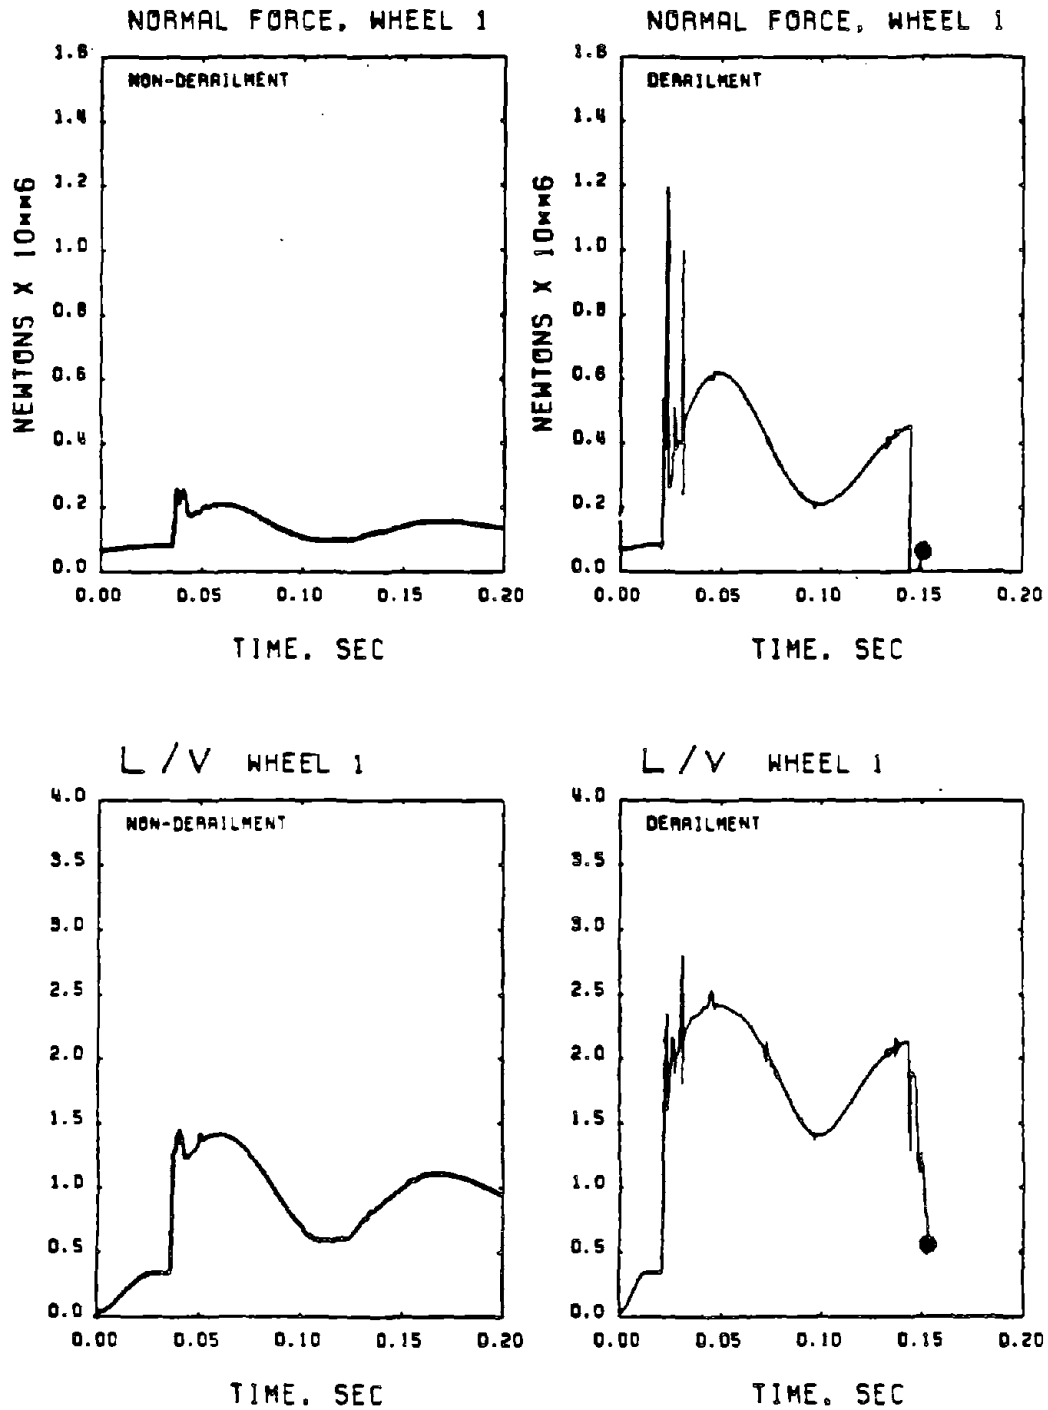 NORMAL FORCE, WHEEL 1
NON-DERAILMENT
NEWTONS X 10**6
1.6
1.4
1.2
1.0
0.8
0.6
0.4
0.2
0.0
0.00 0.05 0.10 0.15 0.20
TIME, SEC
NORMAL FORCE, WHEEL 1
DERAILMENT
NEWTONS X 10**6
1.6
1.4
1.2
1.0
0.8
0.6
0.4
0.2
0.0
0.00 0.05 0.10 0.15 0.20
TIME, SEC
L/V WHEEL 1
NON-DERAILMENT
4.0
3.5
3.0
2.5
2.0
1.5
1.0
0.5
0.0
0.00 0.05 0.10 0.15 0.20
TIME, SEC
L/V WHEEL 1
DERAILMENT
4.0
3.5
3.0
2.5
2.0
1.5
1.0
0.5
0.0
0.00 0.05 0.10 0.15 0.20
TIME, SEC